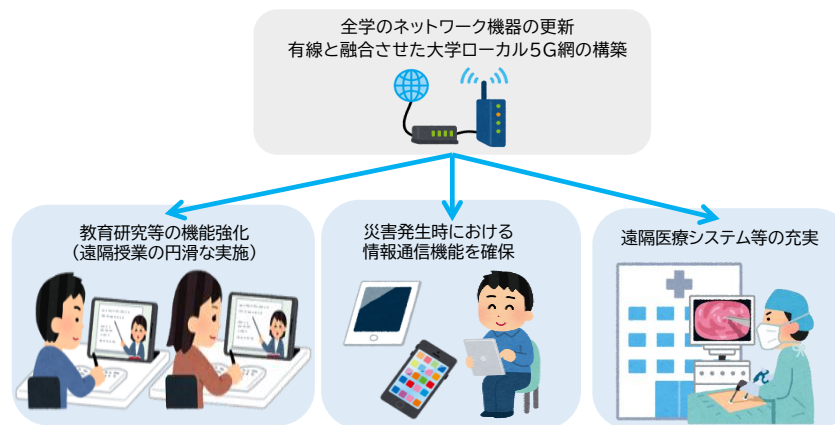 全学のネットワーク機器の更新
有線と融合させた大学ローカル5G網の構築
教育研究等の機能強化
（遠隔授業の円滑な実施）
災害発生時における
情報通信機能を確保
遠隔医療システム等の充実